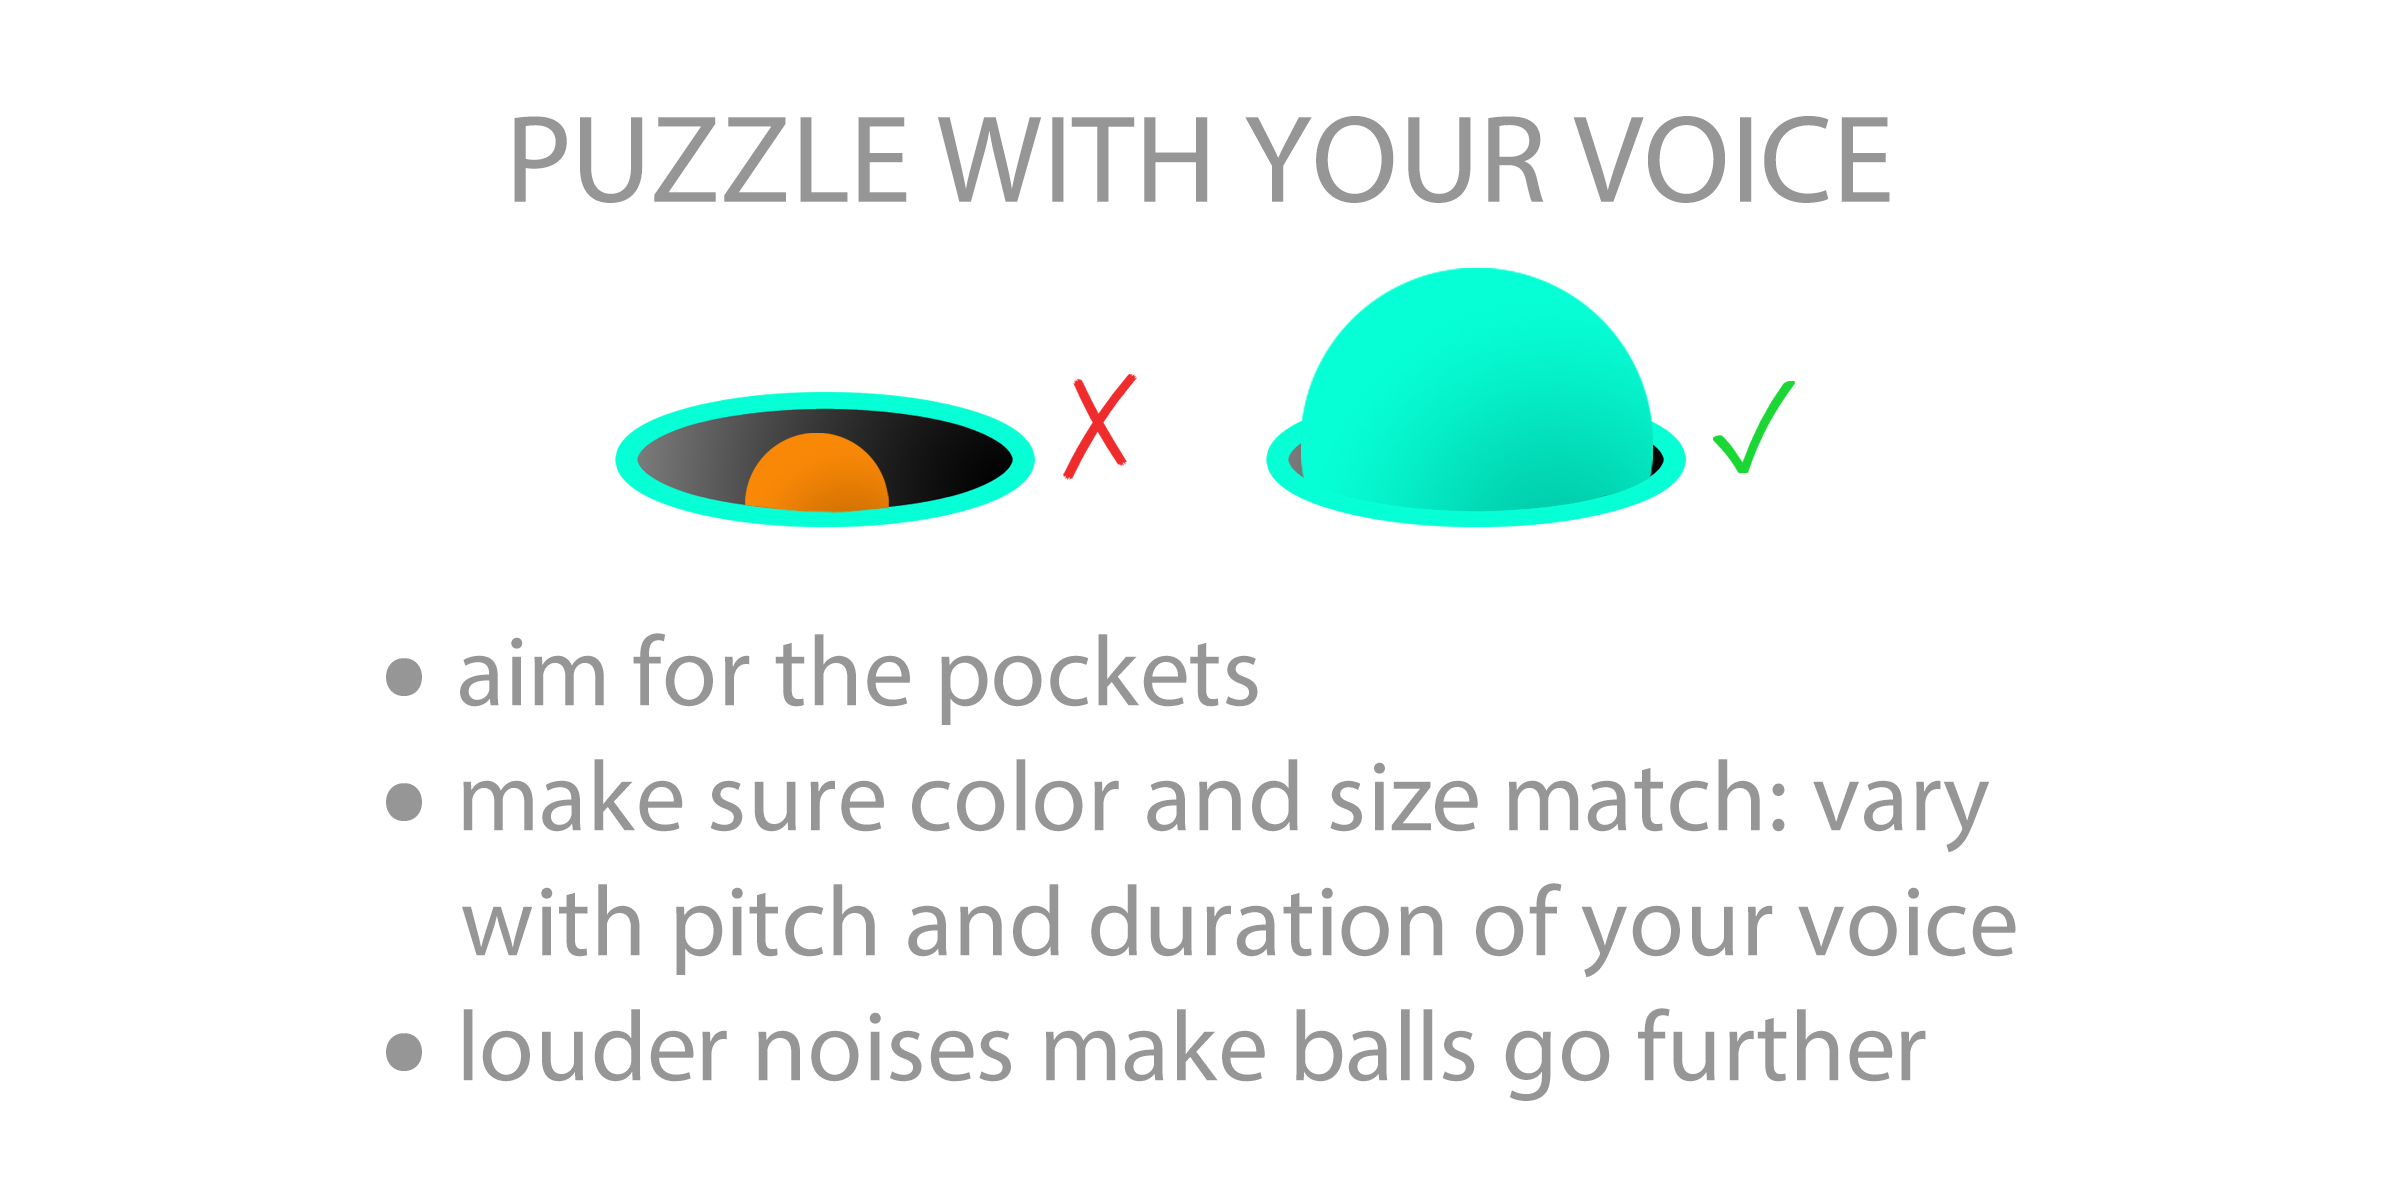 PUZZLE WITH YOUR VOICE
• aim for the pockets
• make sure color and size match: vary
with pitch and duration of your voice
• louder noises make balls go further